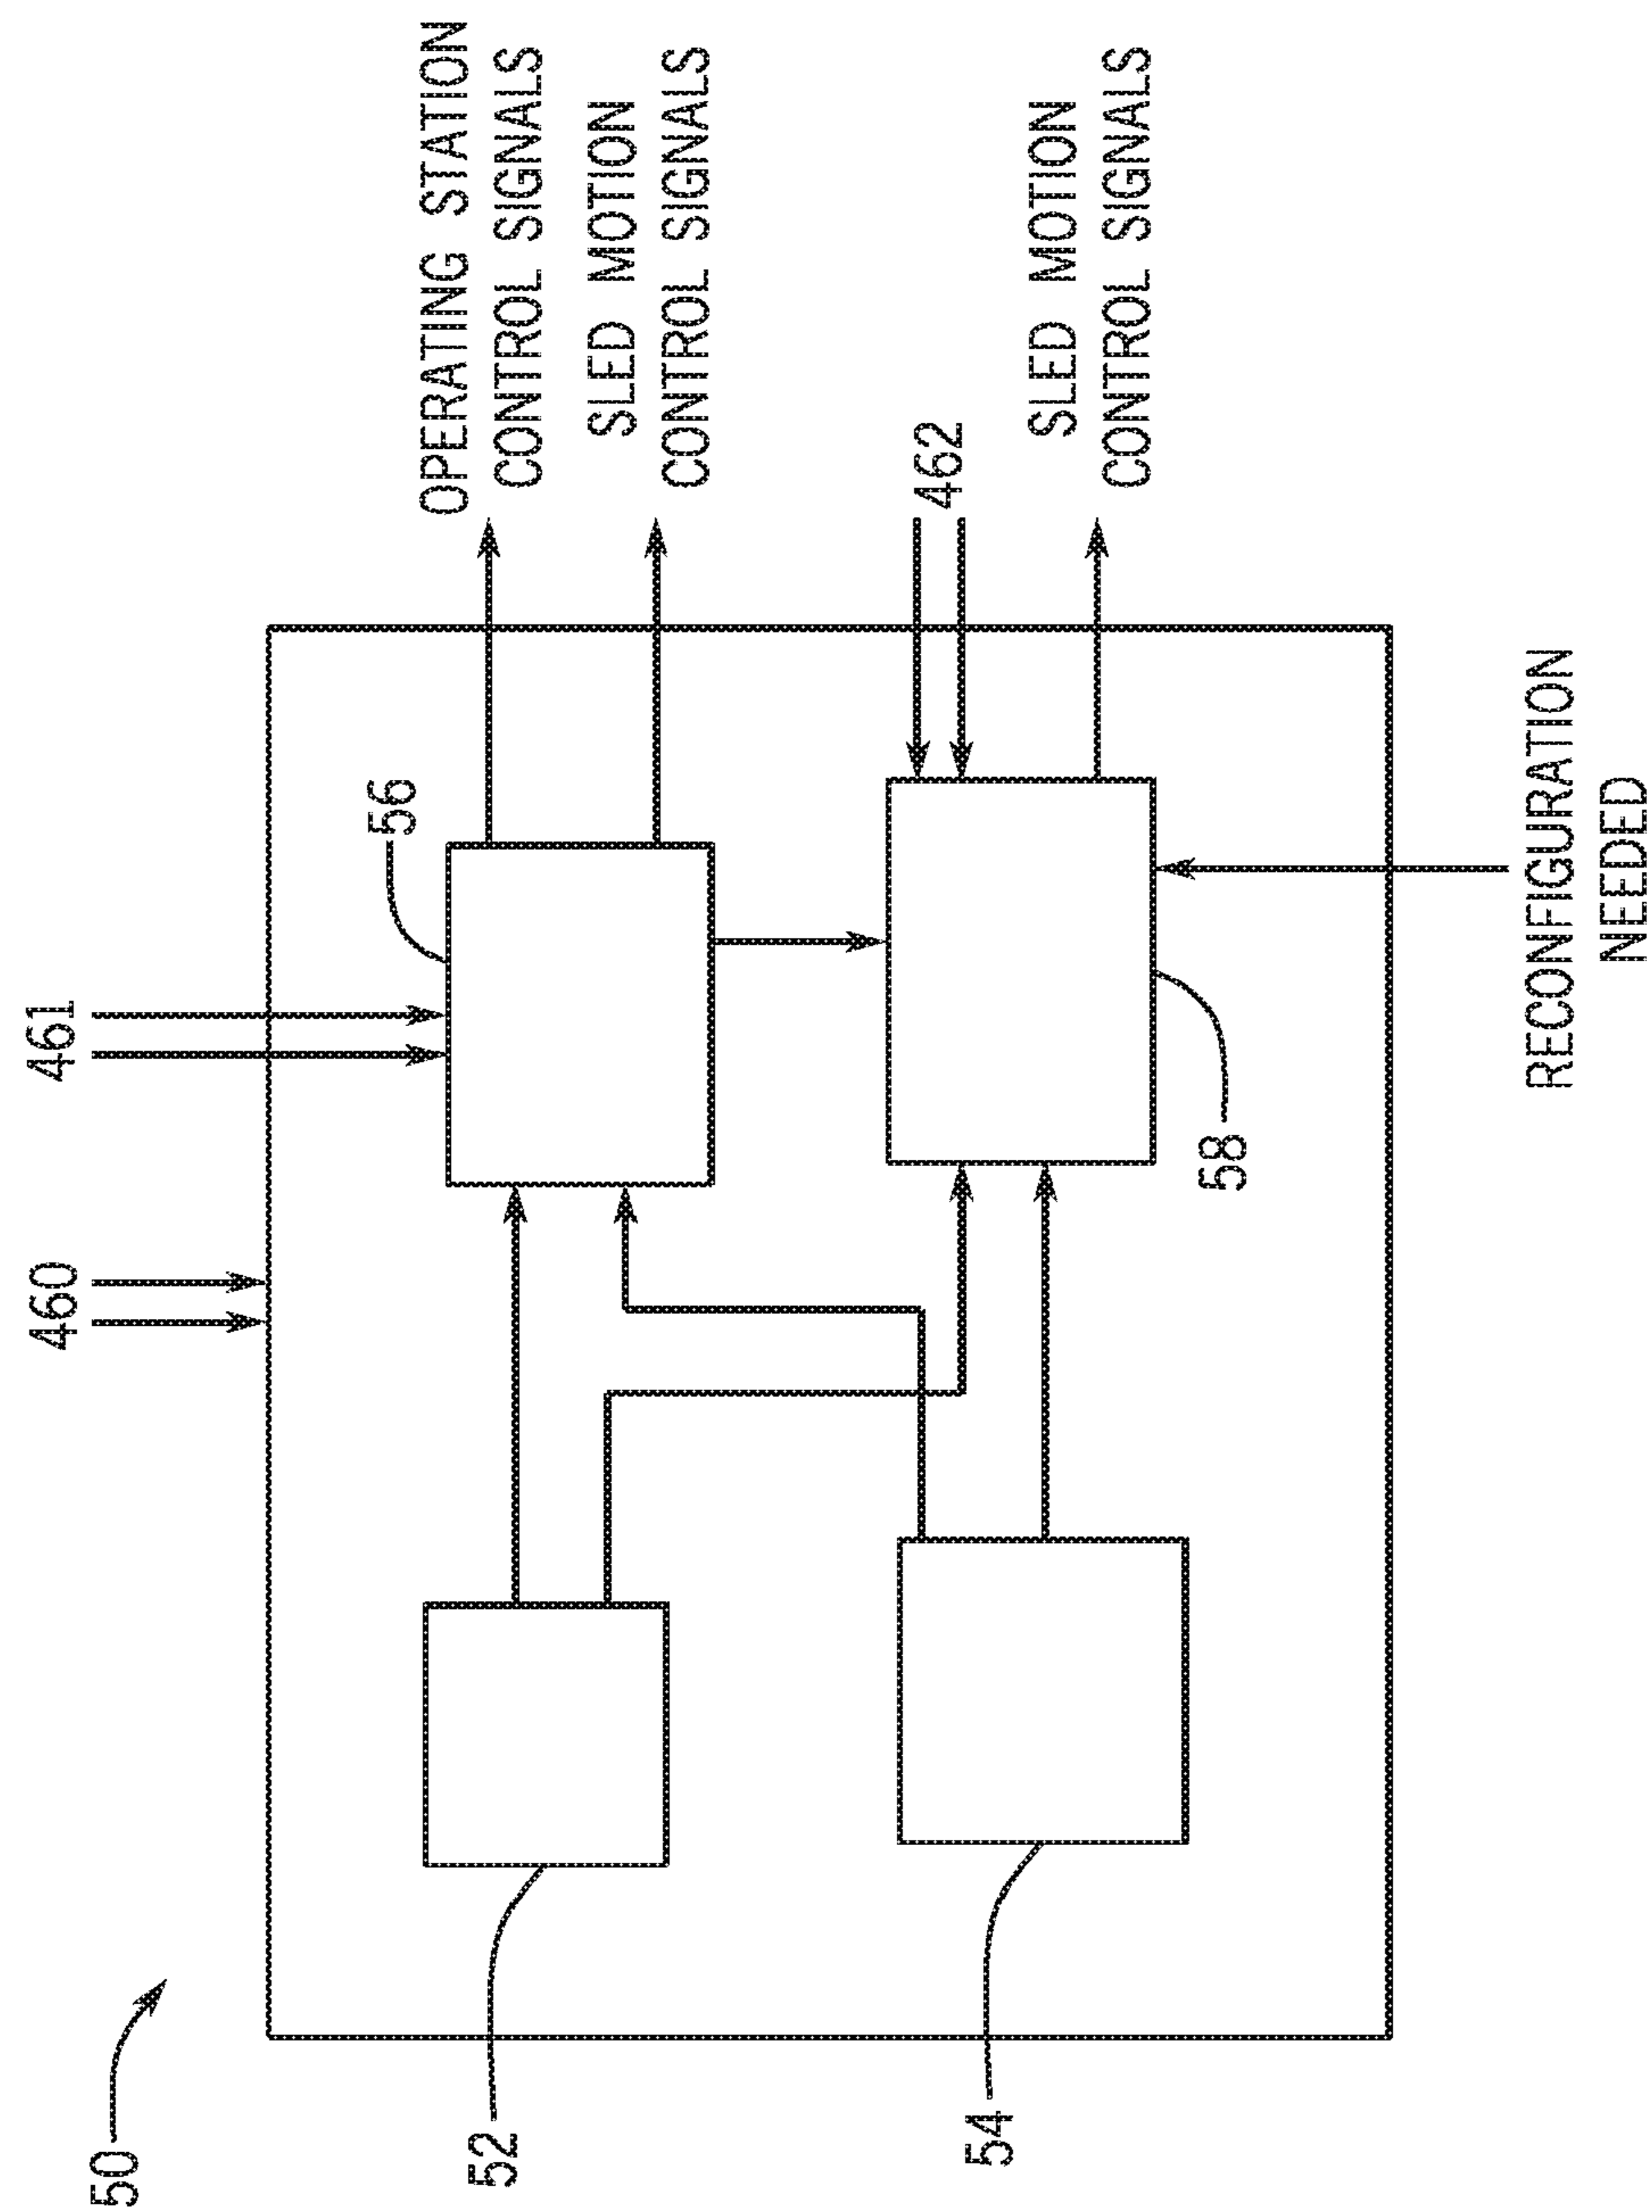 50
460
461
52
54
56
58
462
OPERATING STATION
CONTROL SIGNALS
SLED MOTION
CONTROL SIGNALS
SLED MOTION
CONTROL SIGNALS
RECONFIGURATION
NEEDED